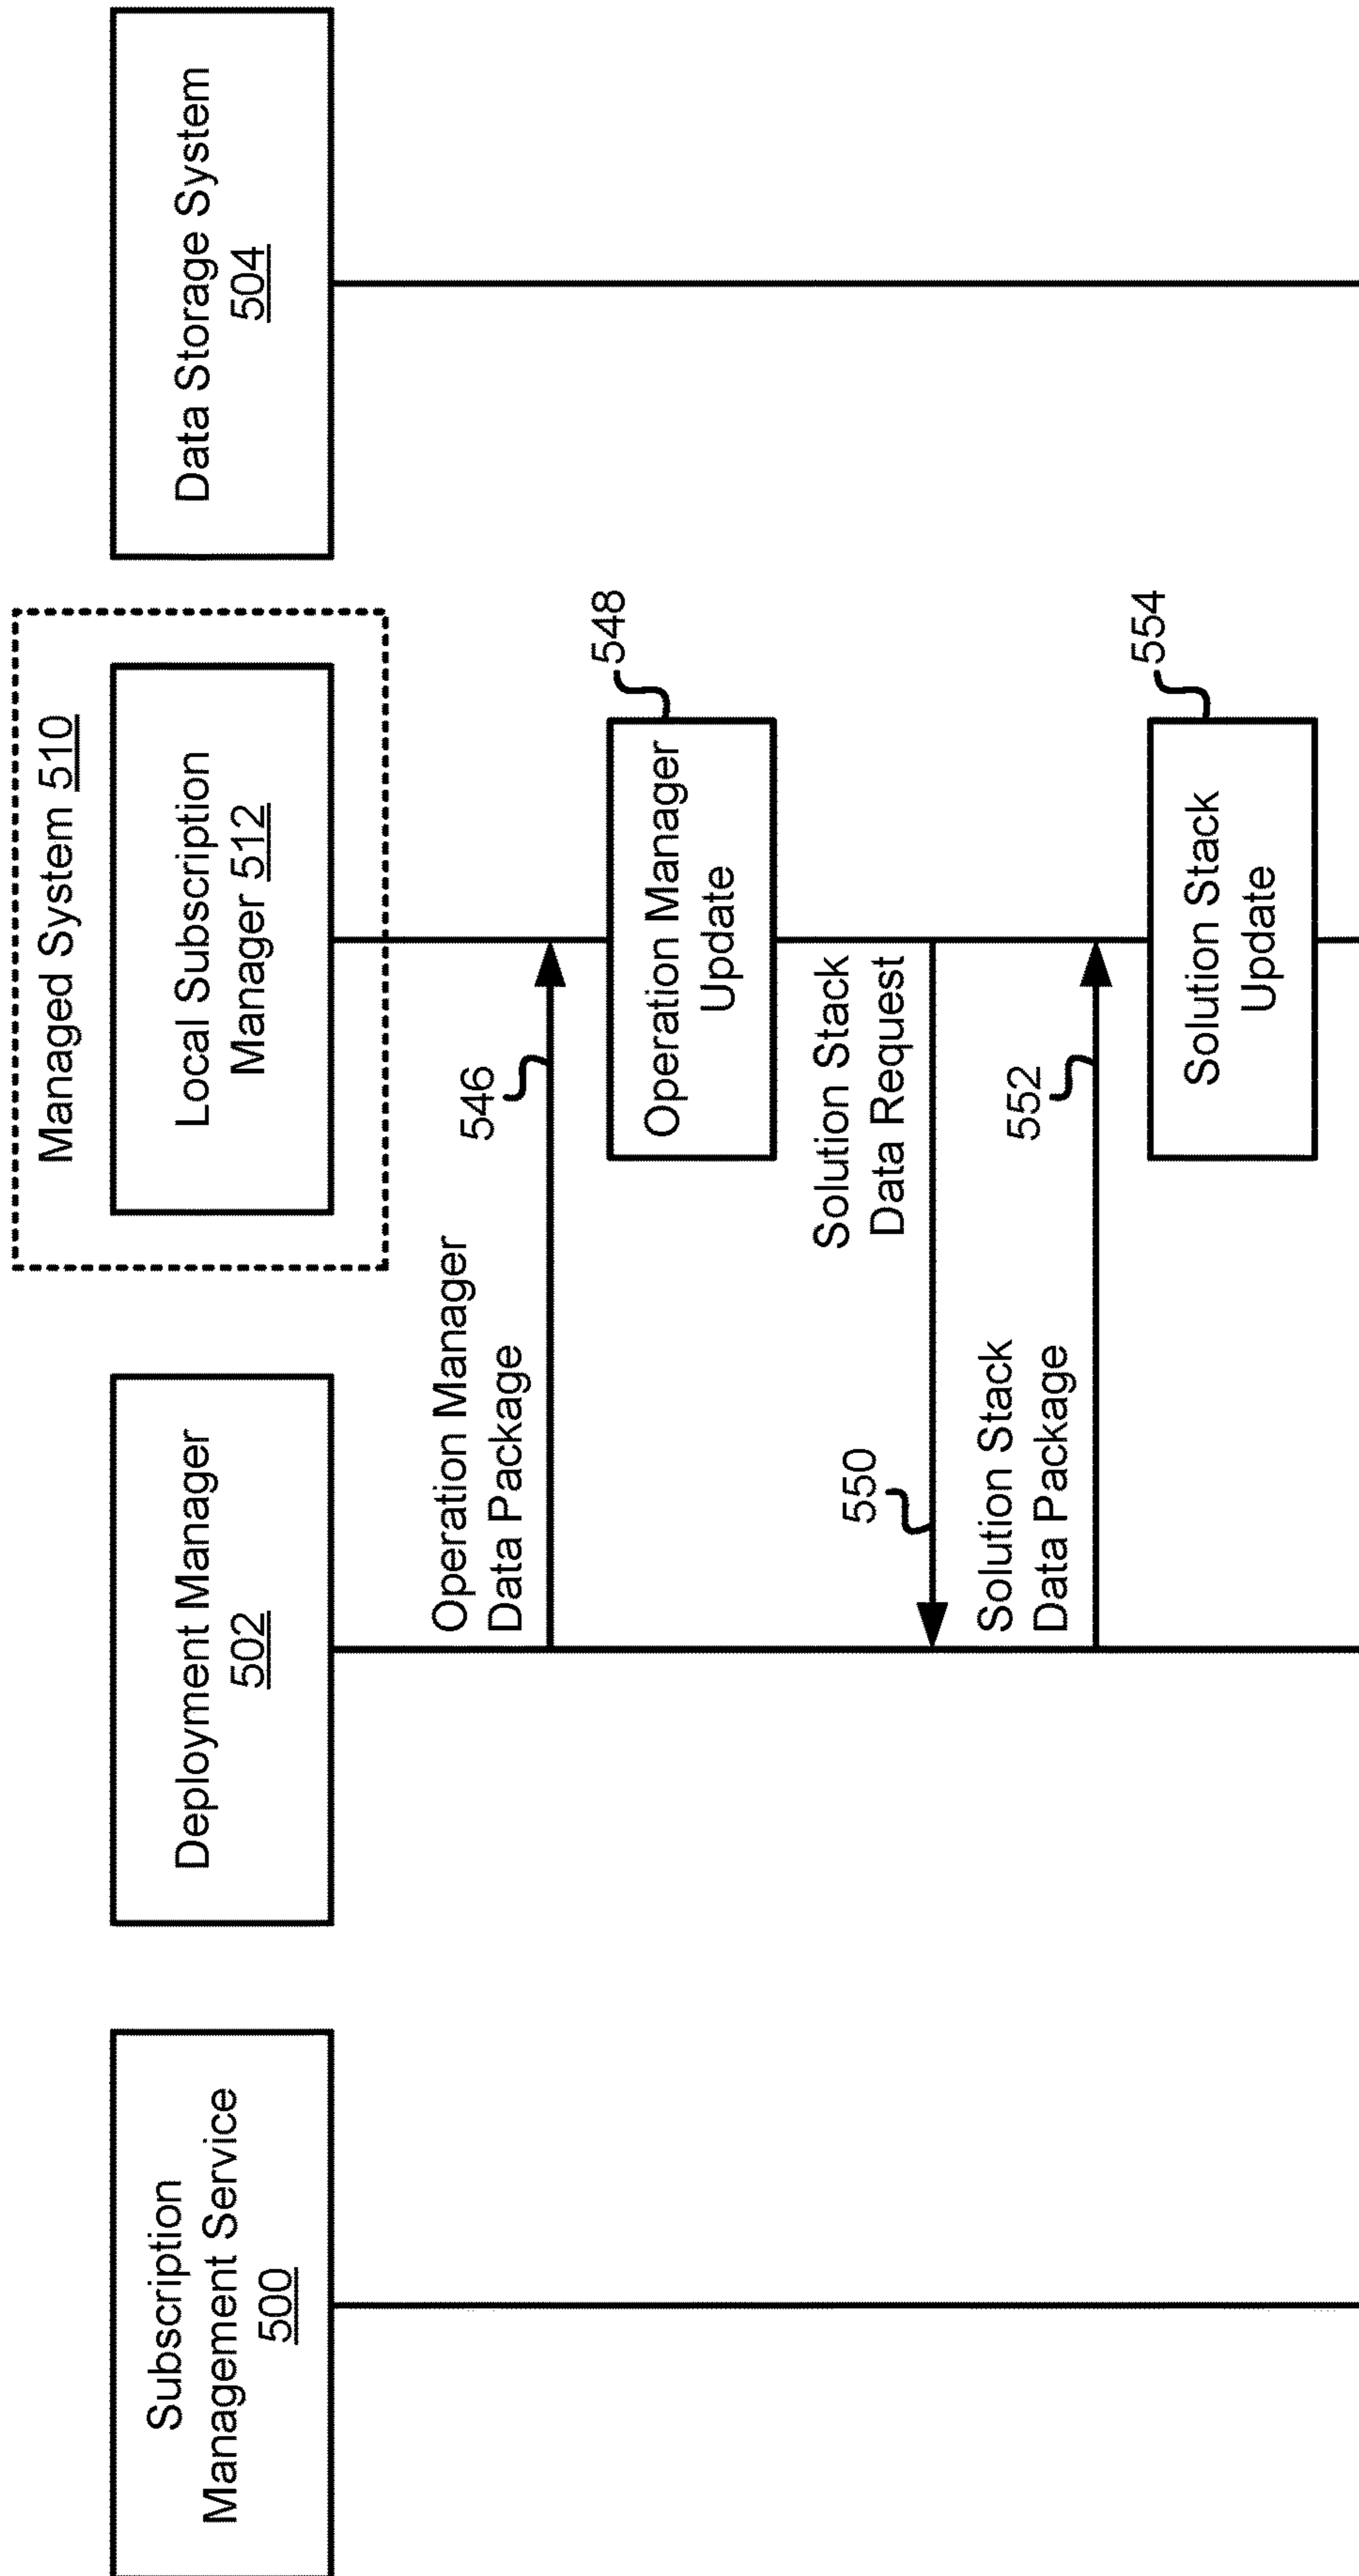 Subscription
Management Service
500
Deployment Manager
502
Managed System 510
Local Subscription
Manager 512
Data Storage System
504
Operation Manager
Data Package
546
Operation Manager
Update
548
Solution Stack
Data Request
550
Solution Stack
Data Package
552
Solution Stack
Update
554